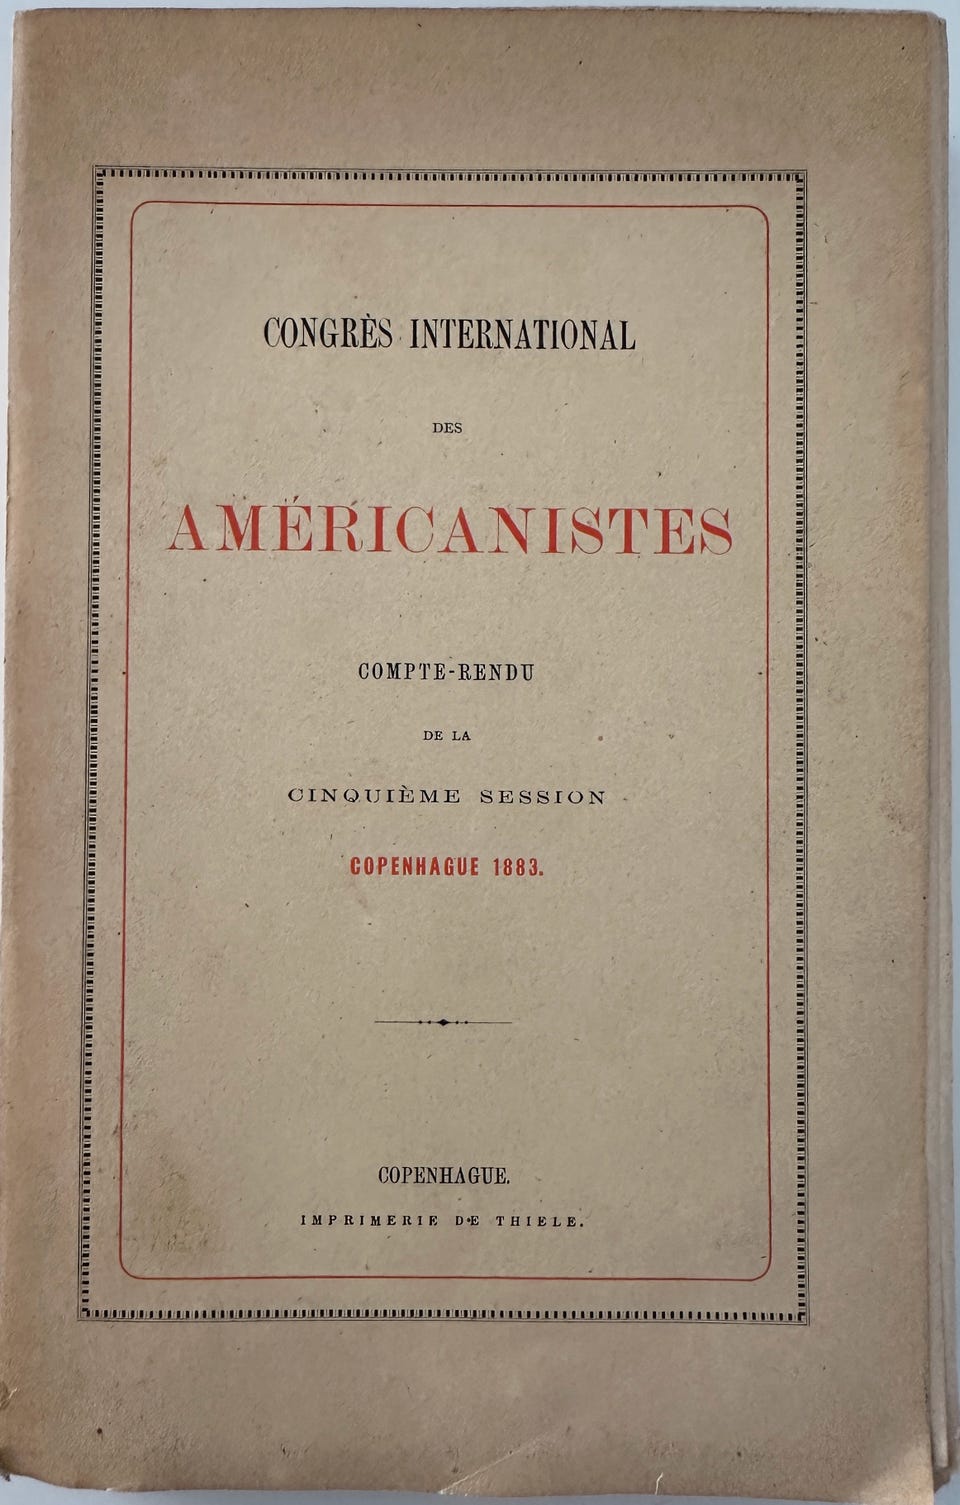 CONGRÈS INTERNATIONAL
DES
AMÉRICANISTES
COMPTE-RENDU
DE LA
CINQUIÈME SESSION
COPENHAGUE 1883.
COPENHAGUE.
IMPRIMERIE DE THIELE.